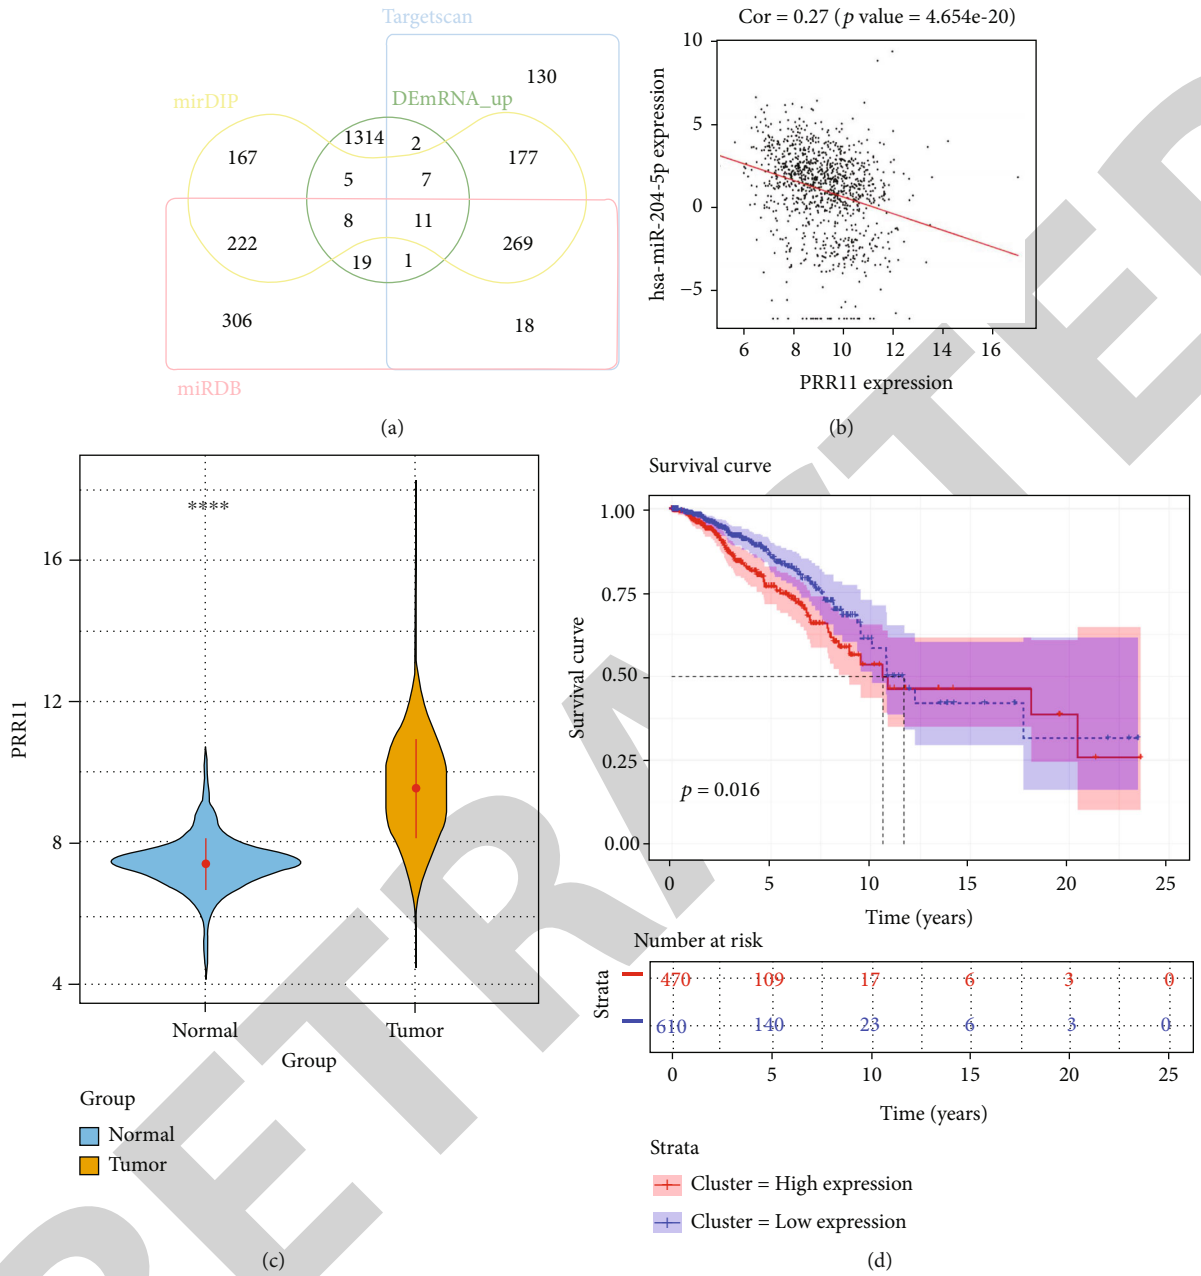 Targetscan
130
mirDIP
DEmRNA_up
1314
2
167
177
5
7
8
11
222
269
19
1
306
18
miRDB
(a)
Cor = 0.27 (p value = 4.654e-20)
hsa-miR-204-5p expression
10
5
0
−5
6 8 10 12 14 16
PRR11 expression
(b)
PRR11
****
16
12
8
4
Normal Tumor
Group
Group
Normal
Tumor
(c)
Survival curve
Survival curve
1.00
0.75
0.50
0.25
0.00
p = 0.016
0 5 10 15 20 25
Time (years)
Number at risk
Strata
470 109 17 6 3 0
610 140 23 6 3 0
0 5 10 15 20 25
Time (years)
Strata
Cluster = High expression
Cluster = Low expression
(d)
RETRACTED